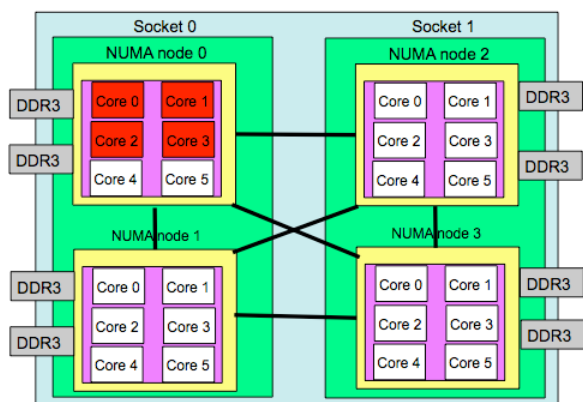 Socket 0
Socket 1
NUMA node 0
NUMA node 2
DDR3
DDR3
Core 0 Core 1
Core 2 Core 3
Core 4 Core 5
Core 0 Core 1
Core 2 Core 3
Core 4 Core 5
DDR3
DDR3
NUMA node 1
NUMA node 3
DDR3
DDR3
Core 0 Core 1
Core 2 Core 3
Core 4 Core 5
Core 0 Core 1
Core 2 Core 3
Core 4 Core 5
DDR3
DDR3